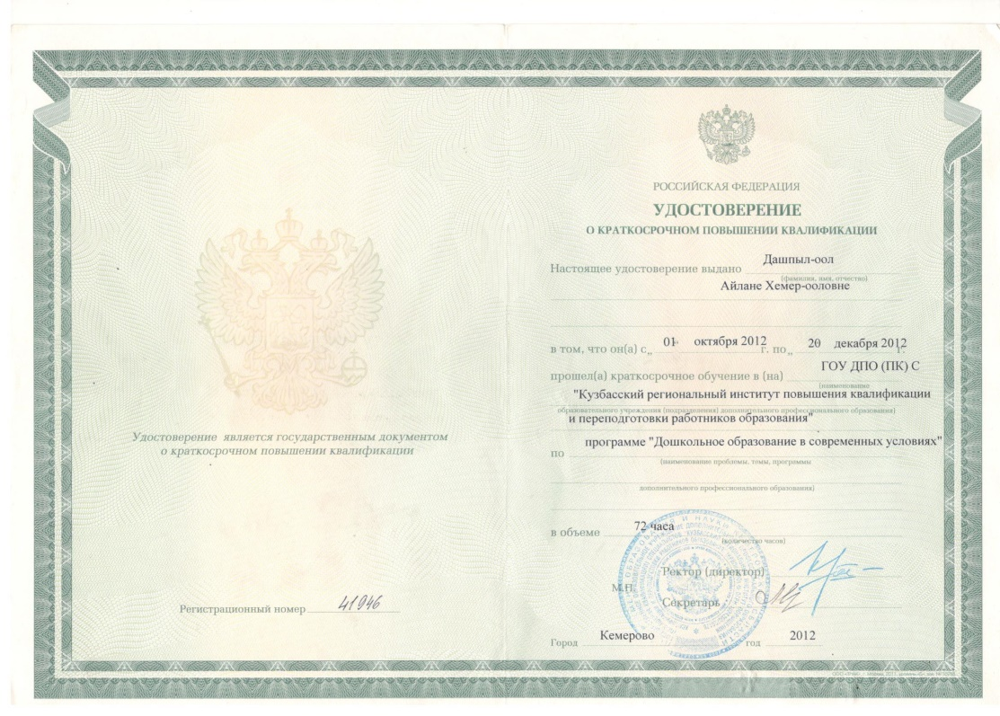 Удостоверение является государственным документом
о краткосрочном повышении квалификации
Регистрационный номер 41946
РОССИЙСКАЯ ФЕДЕРАЦИЯ
УДОСТОВЕРЕНИЕ
О КРАТКОСРОЧНОМ ПОВЫШЕНИИ КВАЛИФИКАЦИИ
Настоящее удостоверение выдано Дашпыл-оол
(фамилия, имя, отчество)
Айлане Хемер-ооловне
в том, что он(а) с „ 01 октября 2012 г. по „ 20 декабря 2012 г.
прошел(а) краткосрочное обучение в (на) ГОУ ДПО (ПК) С
(наименование
"Кузбасский региональный институт повышения квалификации
образовательного учреждения (подразделения) дополнительного профессионального образования)
и переподготовки работников образования"
по программе "Дошкольное образование в современных условиях"
(наименование проблемы, темы, программы
дополнительного профессионального образования)
в объеме 72 часа
(количество часов)
Ректор (директор)
М.П.
Секретарь
Город Кемерово год 2012